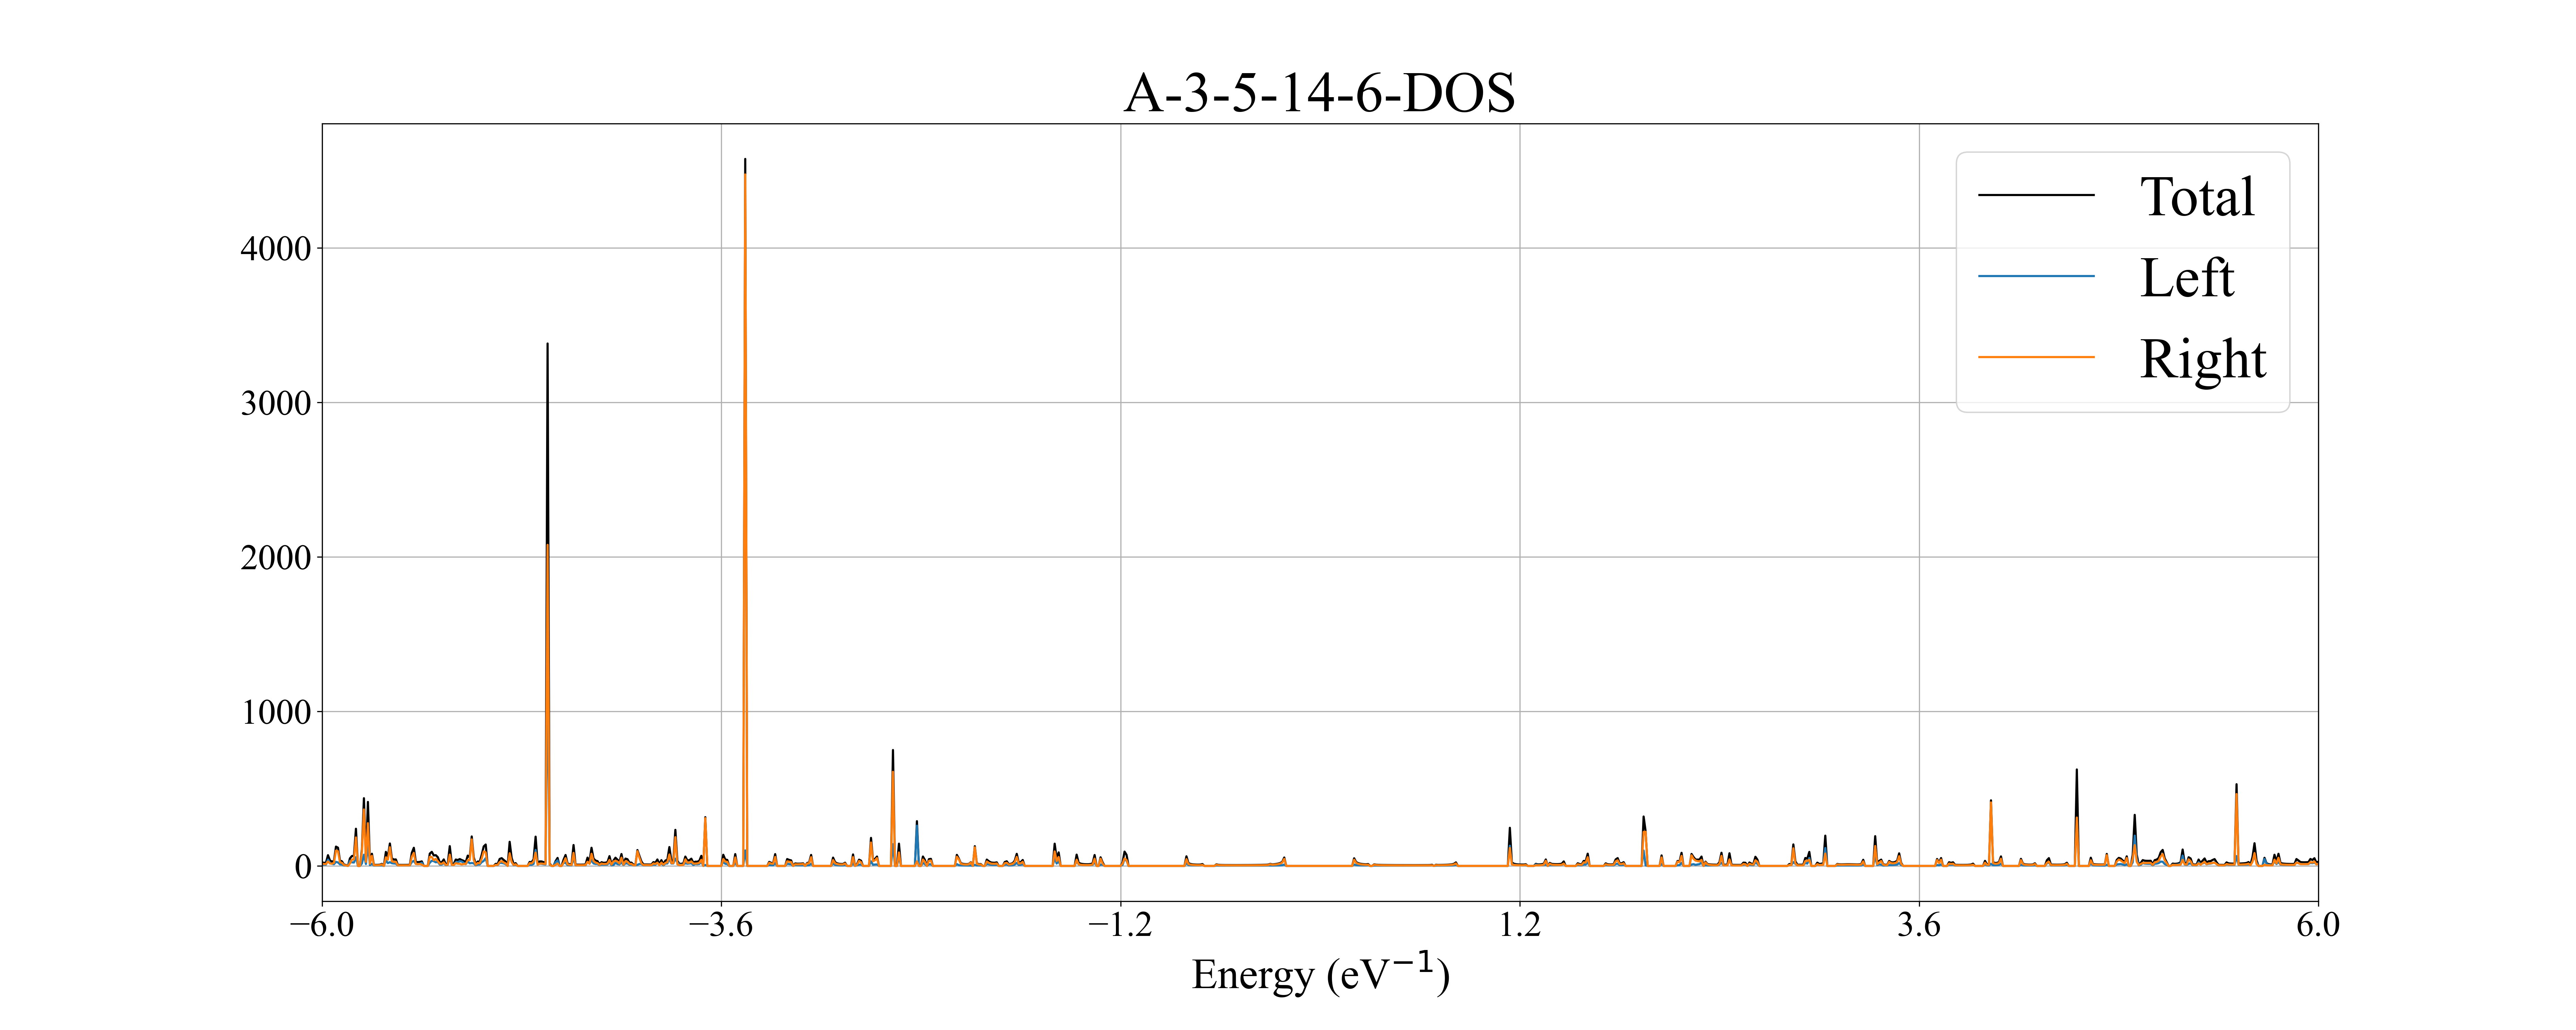 A-3-5-14-6-DOS
Total
Left
Right
4000
3000
2000
1000
0
−6.0 −3.6 −1.2 1.2 3.6 6.0
Energy (eV⁻¹)